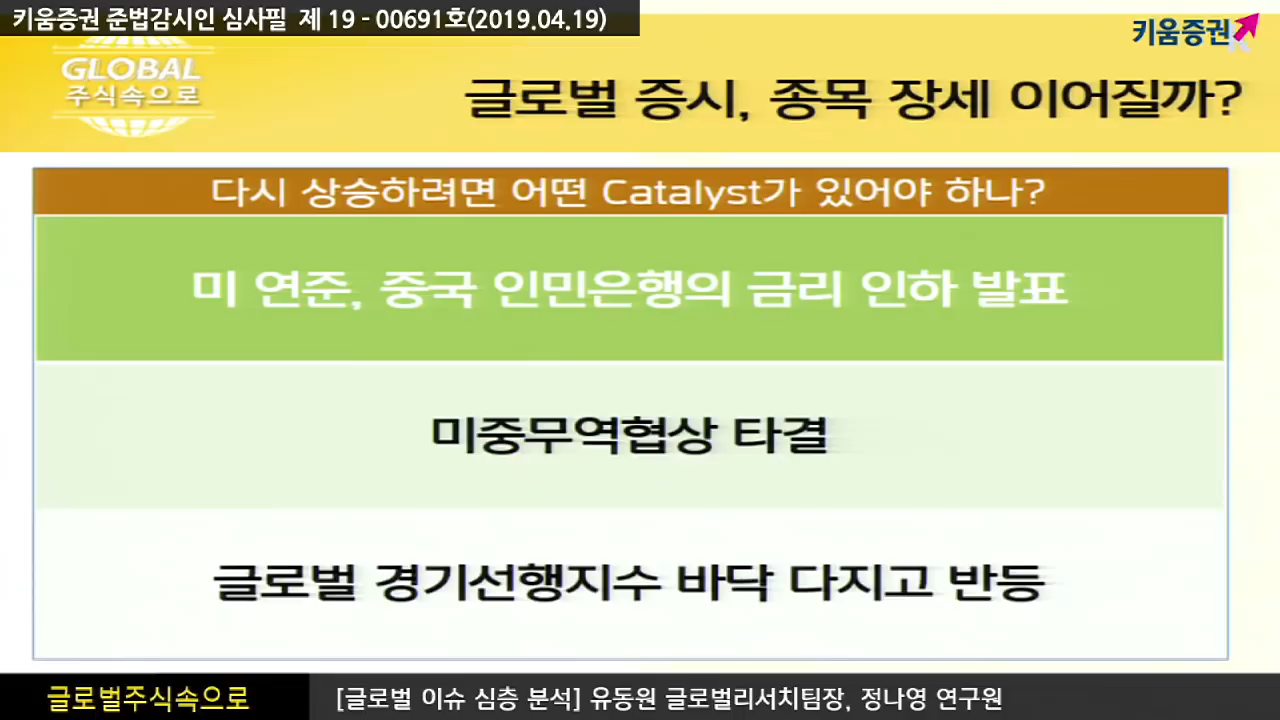 키움증권 준법감시인 심사필 제 19 - 00691호(2019.04.19)
키움증권
GLOBAL
주식속으로
글로벌 증시, 종목 장세 이어질까?
다시 상승하려면 어떤 Catalyst가 있어야 하나?
미 연준, 중국 인민은행의 금리 인하 발표
미중무역협상 타결
글로벌 경기선행지수 바닥 다지고 반등
글로벌주식속으로
[글로벌 이슈 심층 분석] 유동원 글로벌리서치팀장, 정나영 연구원